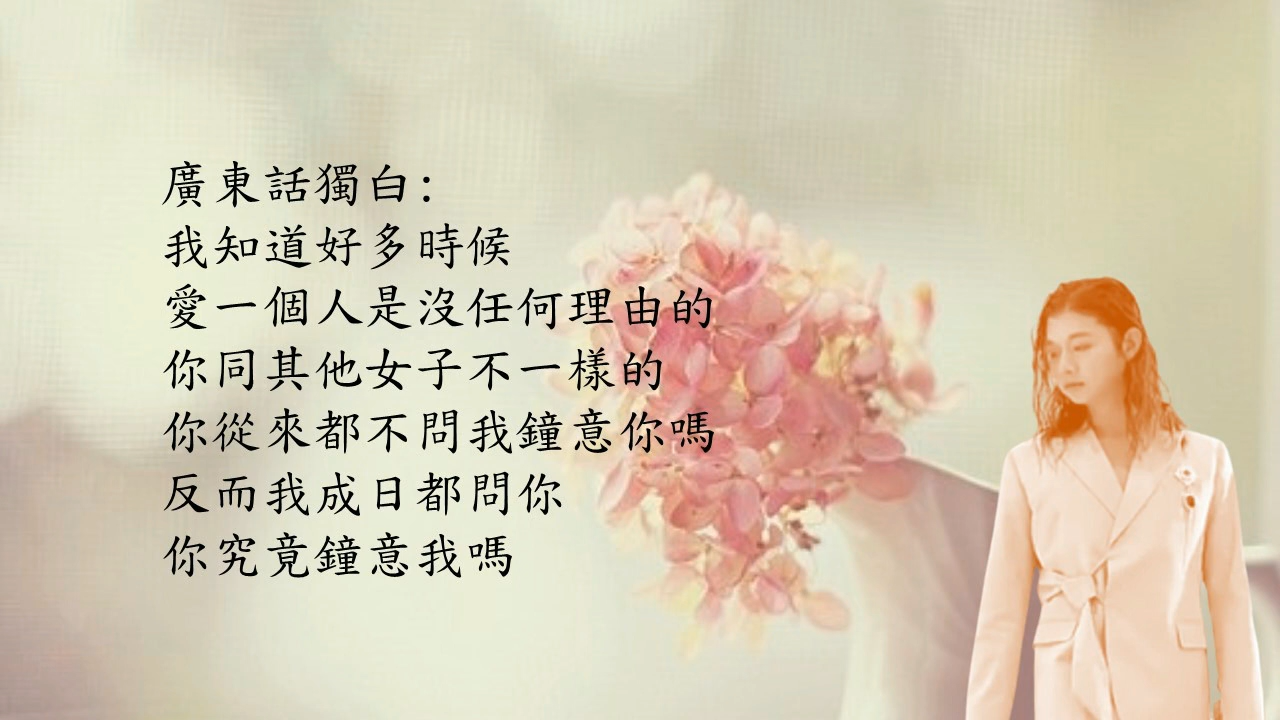 廣東話獨白:
我知道好多時候
愛一個人是沒任何理由的
你同其他女子不一樣的
你從來都不問我鐘意你嗎
反而我成日都問你
你究竟鐘意我嗎